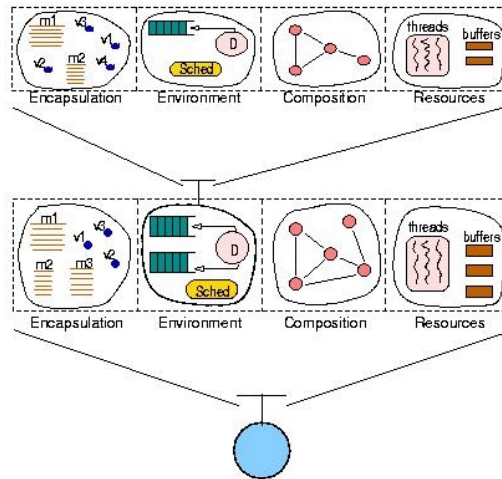 m1
v3
v1
v2
m2
v4
D
Sched
threads
buffers
Encapsulation
Environment
Composition
Resources
m1
v3
v1
v2
m2
m3
D
Sched
threads
buffers
Encapsulation
Environment
Composition
Resources